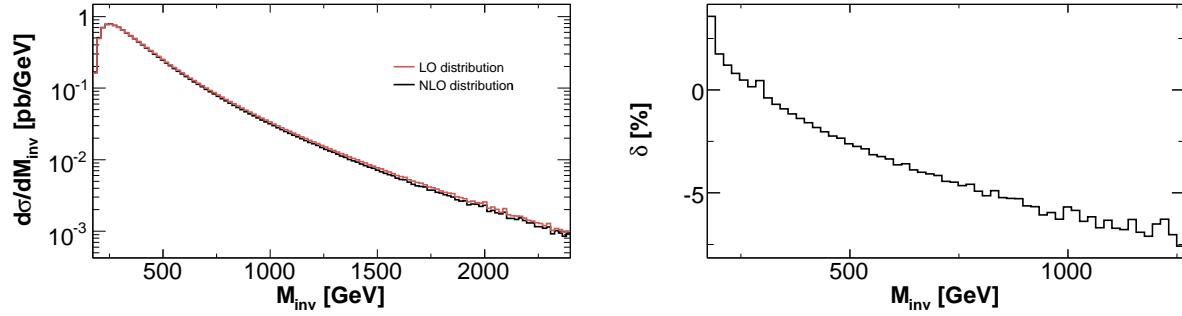 dσ/dM_inv [pb/GeV]
1
10^-1
10^-2
10^-3
LO distribution
NLO distribution
500 1000 1500 2000
M_inv [GeV]
δ [%]
0
-5
500 1000
M_inv [GeV]